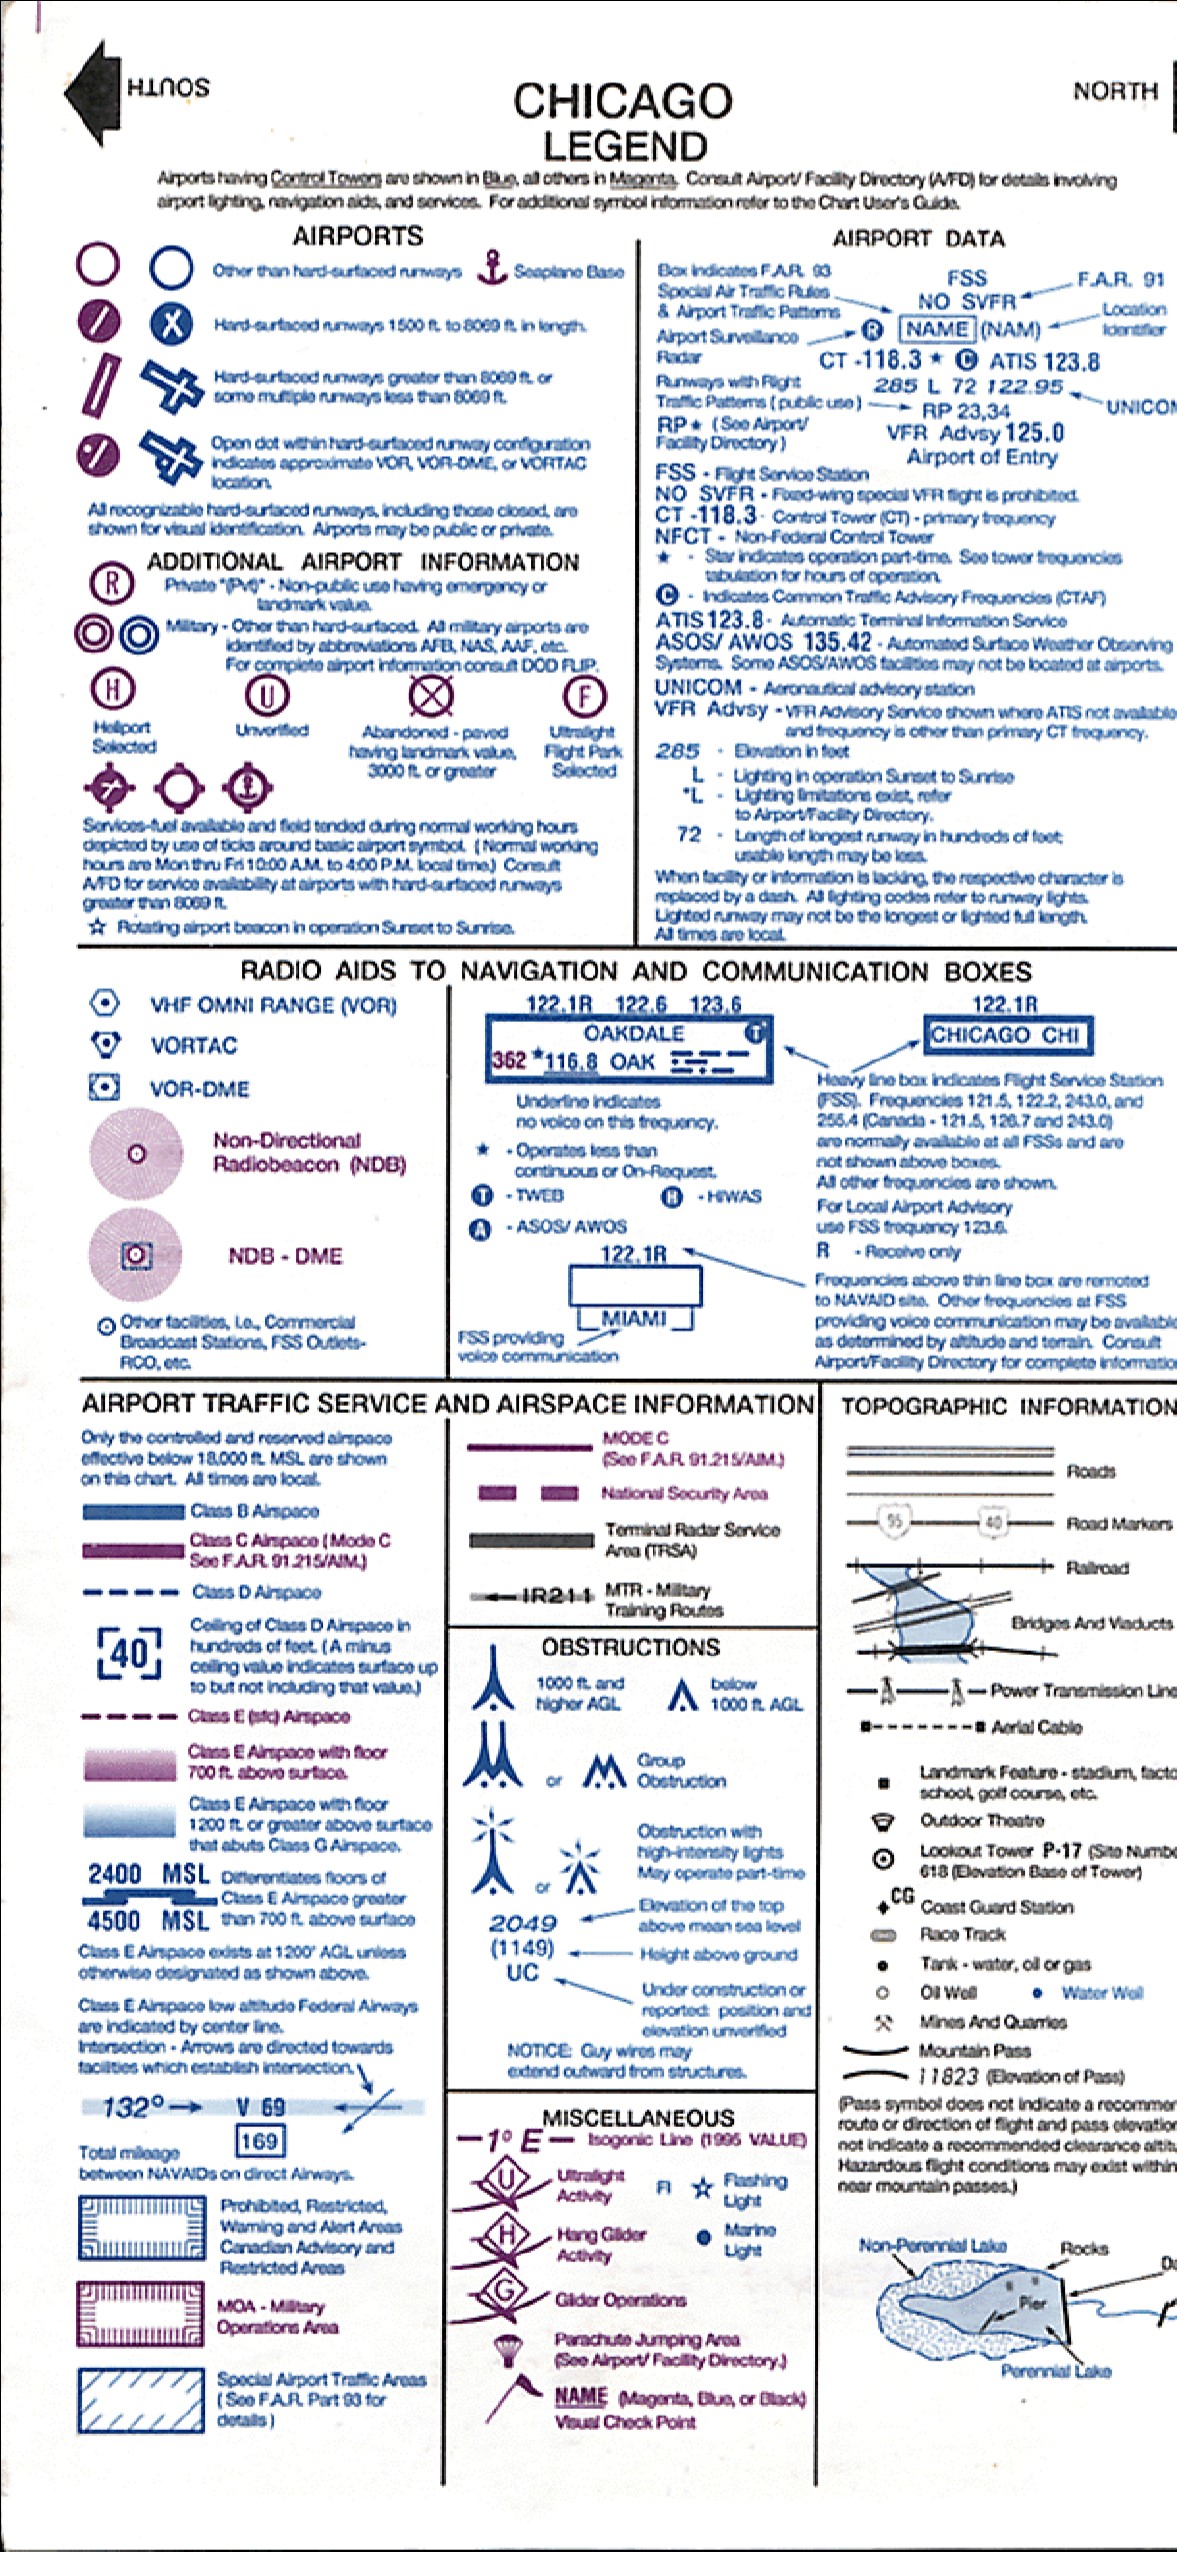 SOUTH
CHICAGO
LEGEND
NORTH
Airports having Control Towers are shown in Blue, all others in Magenta. Consult Airport/ Facility Directory (A/FD) for details involving
airport lighting, navigation aids, and services. For additional symbol information refer to the Chart User's Guide.
AIRPORTS
Other than hard-surfaced runways
Seaplane Base
Hard-surfaced runways 1500 ft. to 8069 ft. in length.
Hard-surfaced runways greater than 8069 ft. or
some multiple runways less than 8069 ft.
Open dot within hard-surfaced runway configuration
indicates approximate VOR, VOR-DME, or VORTAC
location.
All recognizable hard-surfaced runways, including those closed, are
shown for visual identification. Airports may be public or private.
ADDITIONAL AIRPORT INFORMATION
R
Private "(Pvt)" - Non-public use having emergency or
landmark value.
Military - Other than hard-surfaced. All military airports are
identified by abbreviations AFB, NAS, AAF, etc.
For complete airport information consult DOD FLIP.
H
U
F
Heliport
Selected
Unverified
Abandoned - paved
having landmark value,
3000 ft. or greater
Ultralight
Flight Park
Selected
Services-fuel available and field tended during normal working hours
depicted by use of ticks around basic airport symbol. (Normal working
hours are Mon thru Fri 10:00 A.M. to 4:00 P.M. local time.) Consult
A/FD for service availability at airports with hard-surfaced runways
greater than 8069 ft.
☆ Rotating airport beacon in operation Sunset to Sunrise.
AIRPORT DATA
Box indicates F.A.R. 93
Special Air Traffic Rules
& Airport Traffic Patterns
Airport Surveillance
Radar
Runways with Right
Traffic Patterns (public use)
RP ★ (See Airport/
Facility Directory)
FSS
NO SVFR
R NAME (NAM)
CT - 118.3 ★ C ATIS 123.8
285 L 72 122.95
RP 23,34
VFR Advsy 125.0
Airport of Entry
F.A.R. 91
Location
Identifier
UNICOM
FSS - Flight Service Station
NO SVFR - Fixed-wing special VFR flight is prohibited.
CT - 118.3 - Control Tower (CT) - primary frequency
NFCT - Non-Federal Control Tower
★ - Star indicates operation part-time. See tower frequencies
tabulation for hours of operation.
C - Indicates Common Traffic Advisory Frequencies (CTAF)
ATIS 123.8 - Automatic Terminal Information Service
ASOS/ AWOS 135.42 - Automated Surface Weather Observing
Systems. Some ASOS/AWOS facilities may not be located at airports.
UNICOM - Aeronautical advisory station
VFR Advsy - VFR Advisory Service shown where ATIS not available
and frequency is other than primary CT frequency.
285 - Elevation in feet
L - Lighting in operation Sunset to Sunrise
*L - Lighting limitations exist, refer
to Airport/Facility Directory.
72 - Length of longest runway in hundreds of feet;
usable length may be less.
When facility or information is lacking, the respective character is
replaced by a dash. All lighting codes refer to runway lights.
Lighted runway may not be the longest or lighted full length.
All times are local.
RADIO AIDS TO NAVIGATION AND COMMUNICATION BOXES
VHF OMNI RANGE (VOR)
VORTAC
VOR-DME
Non-Directional
Radiobeacon (NDB)
NDB - DME
Other facilities, i.e., Commercial
Broadcast Stations, FSS Outlets-
RCO, etc.
122.1R 122.6 123.6
OAKDALE T
362 ★116.8 OAK
Underline indicates
no voice on this frequency.
★ - Operates less than
continuous or On-Request.
T - TWEB
H - HIWAS
A - ASOS/ AWOS
122.1R
MIAMI
FSS providing
voice communication
122.1R
CHICAGO CHI
Heavy line box indicates Flight Service Station
(FSS). Frequencies 121.5, 122.2, 243.0, and
255.4 (Canada - 121.5, 126.7 and 243.0)
are normally available at all FSSs and are
not shown above boxes.
All other frequencies are shown.
For Local Airport Advisory
use FSS frequency 123.6.
R - Receive only
Frequencies above thin line box are remoted
to NAVAID site. Other frequencies at FSS
providing voice communication may be available
as determined by altitude and terrain. Consult
Airport/Facility Directory for complete informatio
AIRPORT TRAFFIC SERVICE AND AIRSPACE INFORMATION
Only the controlled and reserved airspace
effective below 18,000 ft. MSL are shown
on this chart. All times are local.
Class B Airspace
Class C Airspace (Mode C
See F.A.R. 91.215/AIM.)
Class D Airspace
40
Ceiling of Class D Airspace in
hundreds of feet. (A minus
ceiling value indicates surface up
to but not including that value.)
Class E (sfc) Airspace
Class E Airspace with floor
700 ft. above surface.
Class E Airspace with floor
1200 ft. or greater above surface
that abuts Class G Airspace.
2400 MSL
4500 MSL
Differentiates floors of
Class E Airspace greater
than 700 ft. above surface
Class E Airspace exists at 1200' AGL unless
otherwise designated as shown above.
Class E Airspace low altitude Federal Airways
are indicated by center line.
Intersection - Arrows are directed towards
facilities which establish intersection.
132° V 69
169
Total mileage
between NAVAIDs on direct Airways.
Prohibited, Restricted,
Warning and Alert Areas
Canadian Advisory and
Restricted Areas
MOA - Military
Operations Area
Special Airport Traffic Areas
(See F.A.R. Part 93 for
details)
MODE C
(See F.A.R. 91.215/AIM.)
National Security Area
Terminal Radar Service
Area (TRSA)
IR211
MTR - Military
Training Routes
OBSTRUCTIONS
1000 ft. and
higher AGL
below
1000 ft. AGL
or
Group
Obstruction
or
Obstruction with
high-intensity lights
May operate part-time
2049
(1149)
UC
Elevation of the top
above mean sea level
Height above ground
Under construction or
reported: position and
elevation unverified
NOTICE: Guy wires may
extend outward from structures.
MISCELLANEOUS
1° E
Isogonic Line (1995 VALUE)
U
Ultralight
Activity
Fl
Flashing
Light
H
Hang Glider
Activity
Marine
Light
G
Glider Operations
Parachute Jumping Area
(See Airport/ Facility Directory.)
NAME (Magenta, Blue, or Black)
Visual Check Point
TOPOGRAPHIC INFORMATION
Roads
95
40
Road Markers
Railroad
Bridges And Viaducts
Power Transmission Line
Aerial Cable
Landmark Feature - stadium, facto
school, golf course, etc.
Outdoor Theatre
Lookout Tower P-17 (Site Numbe
618 (Elevation Base of Tower)
CG
Coast Guard Station
Race Track
Tank - water, oil or gas
Oil Well
Water Well
Mines And Quarries
Mountain Pass
11823 (Elevation of Pass)
(Pass symbol does not indicate a recommen
route or direction of flight and pass elevation
not indicate a recommended clearance altitu
Hazardous flight conditions may exist within
near mountain passes.)
Non-Perennial Lake
Rocks
Da
Pier
Perennial Lake